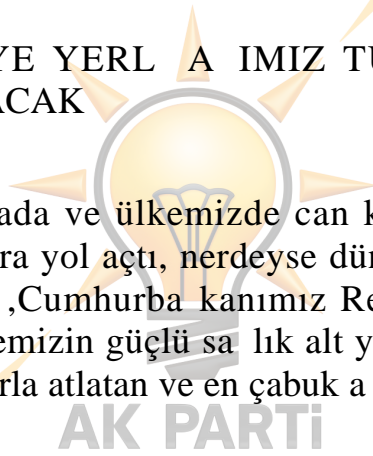 YE YERL A IMIZ TÜ
ACAK
ada ve ülkemizde can k
ra yol açtı, nerdeyse dün
,Cumhurba kanımız Re
emizin güçlü sa lık alt y
rla atlatan ve en çabuk a
AK PARTİ